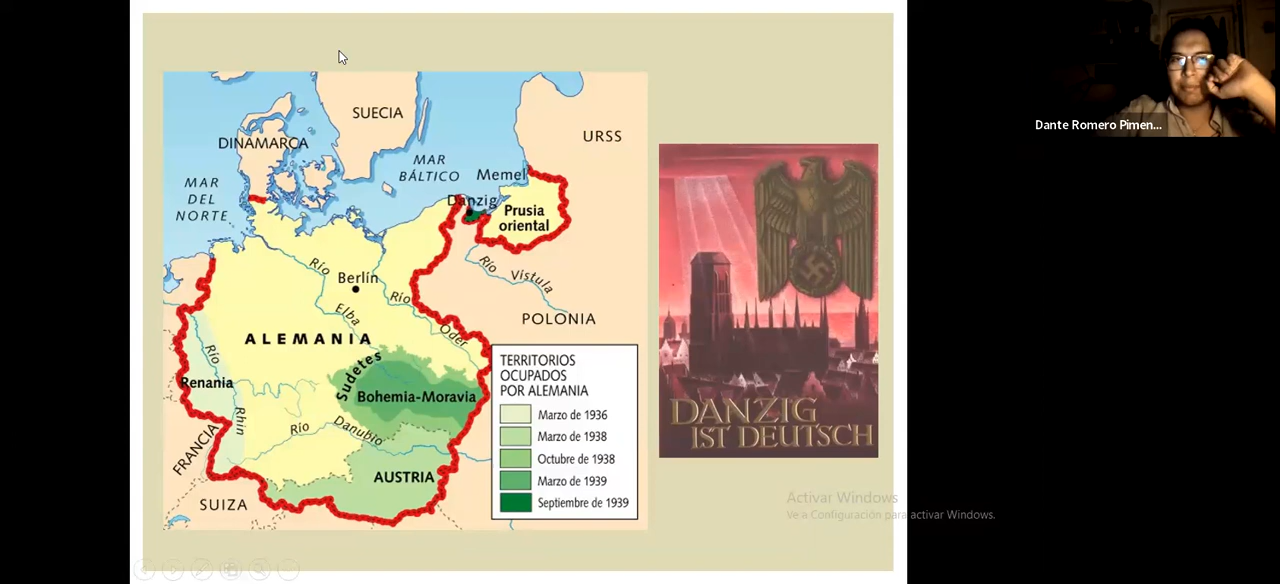 SUECIA
DINAMARCA
URSS
MAR
BÁLTICO
Memel
MAR
DEL
NORTE
Danzig
Prusia
oriental
Río Vistula
Río Elba
Berlín
Río Oder
POLONIA
ALEMANIA
Sudetes
Río Rhin
Renania
Bohemia-Moravia
Río Danubio
FRANCIA
AUSTRIA
SUIZA
TERRITORIOS
OCUPADOS
POR ALEMANIA
Marzo de 1936
Marzo de 1938
Octubre de 1938
Marzo de 1939
Septiembre de 1939
DANZIG
IST DEUTSCH
Dante Romero Pimen...
Activar Windows
Ve a Configuración para activar Windows.